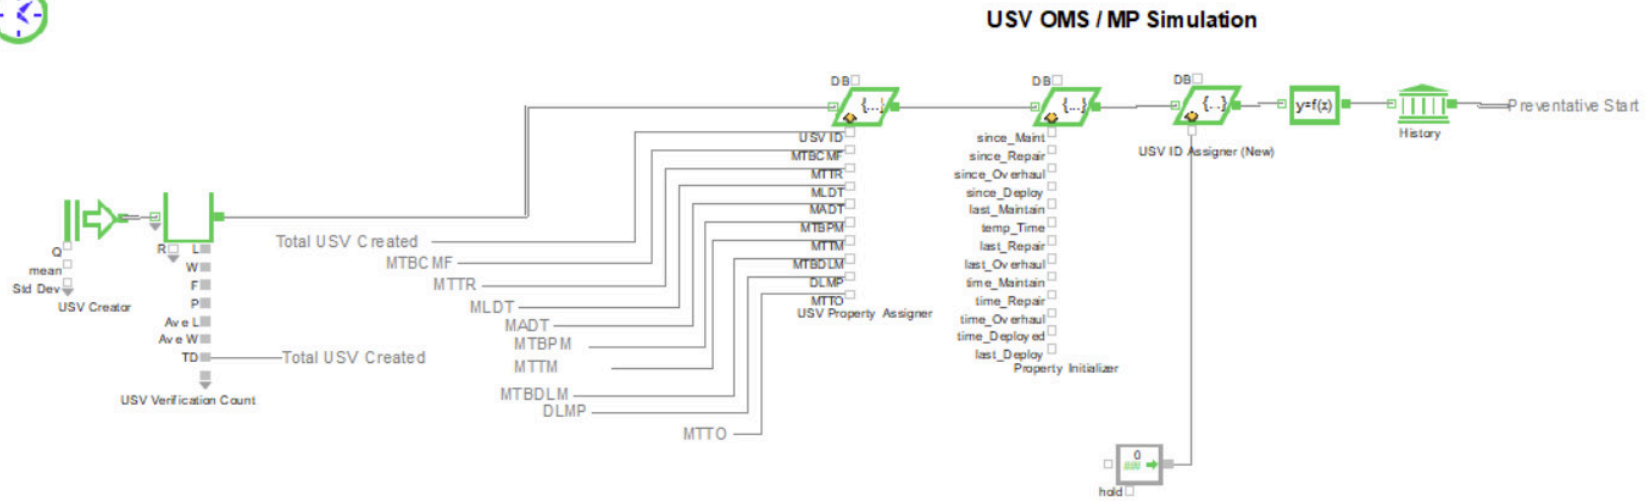 USV OMS / MP Simulation
Q
mean
Std Dev
USV Creator
R
L
W
F
P
Ave L
Ave W
TD
USV Verification Count
Total USV Created
Total USV Created
MTBCMF
MTTR
MLDT
MADT
MTBPM
MTTM
MTBDLM
DLMP
MTTO
DB
{...}
USV ID
MTBCMF
MTTR
MLDT
MADT
MTBPM
MTTM
MTBDLM
DLMP
MTTO
USV Property Assigner
DB
{...}
since_Maint
since_Repair
since_Overhaul
since_Deploy
last_Maintain
temp_Time
last_Repair
last_Overhaul
time_Maintain
time_Repair
time_Overhaul
time_Deployed
last_Deploy
Property Initializer
DB
{...}
USV ID Assigner (New)
y=f(x)
History
Preventative Start
0
hold